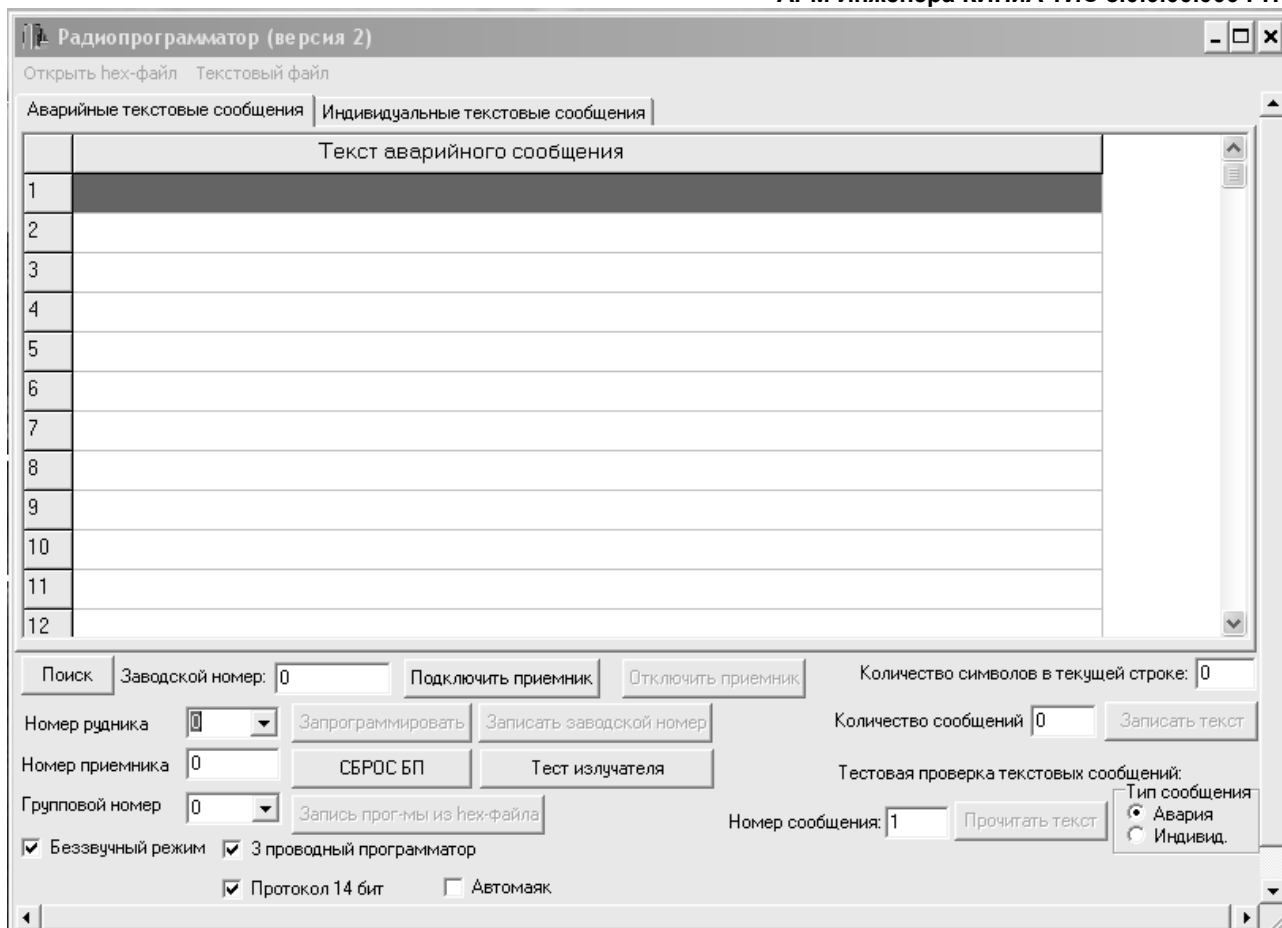 Радиопрограмматор (версия 2)
Открыть hex-файл Текстовый файл
Аварийные текстовые сообщения Индивидуальные текстовые сообщения
Текст аварийного сообщения
1
2
3
4
5
6
7
8
9
10
11
12
Поиск Заводской номер: 0 Подключить приемник Отключить приемник Количество символов в текущей строке: 0
Номер рудника 0 Запрограммировать Записать заводской номер Количество сообщений 0 Записать текст
Номер приемника 0 СБРОС БП Тест излучателя Тестовая проверка текстовых сообщений:
Групповой номер 0 Запись прог-мы из hex-файла Номер сообщения: 1 Прочитать текст Тип сообщения
Авария
Индивид.
Беззвучный режим 3 проводный программатор
Протокол 14 бит Автомаяк